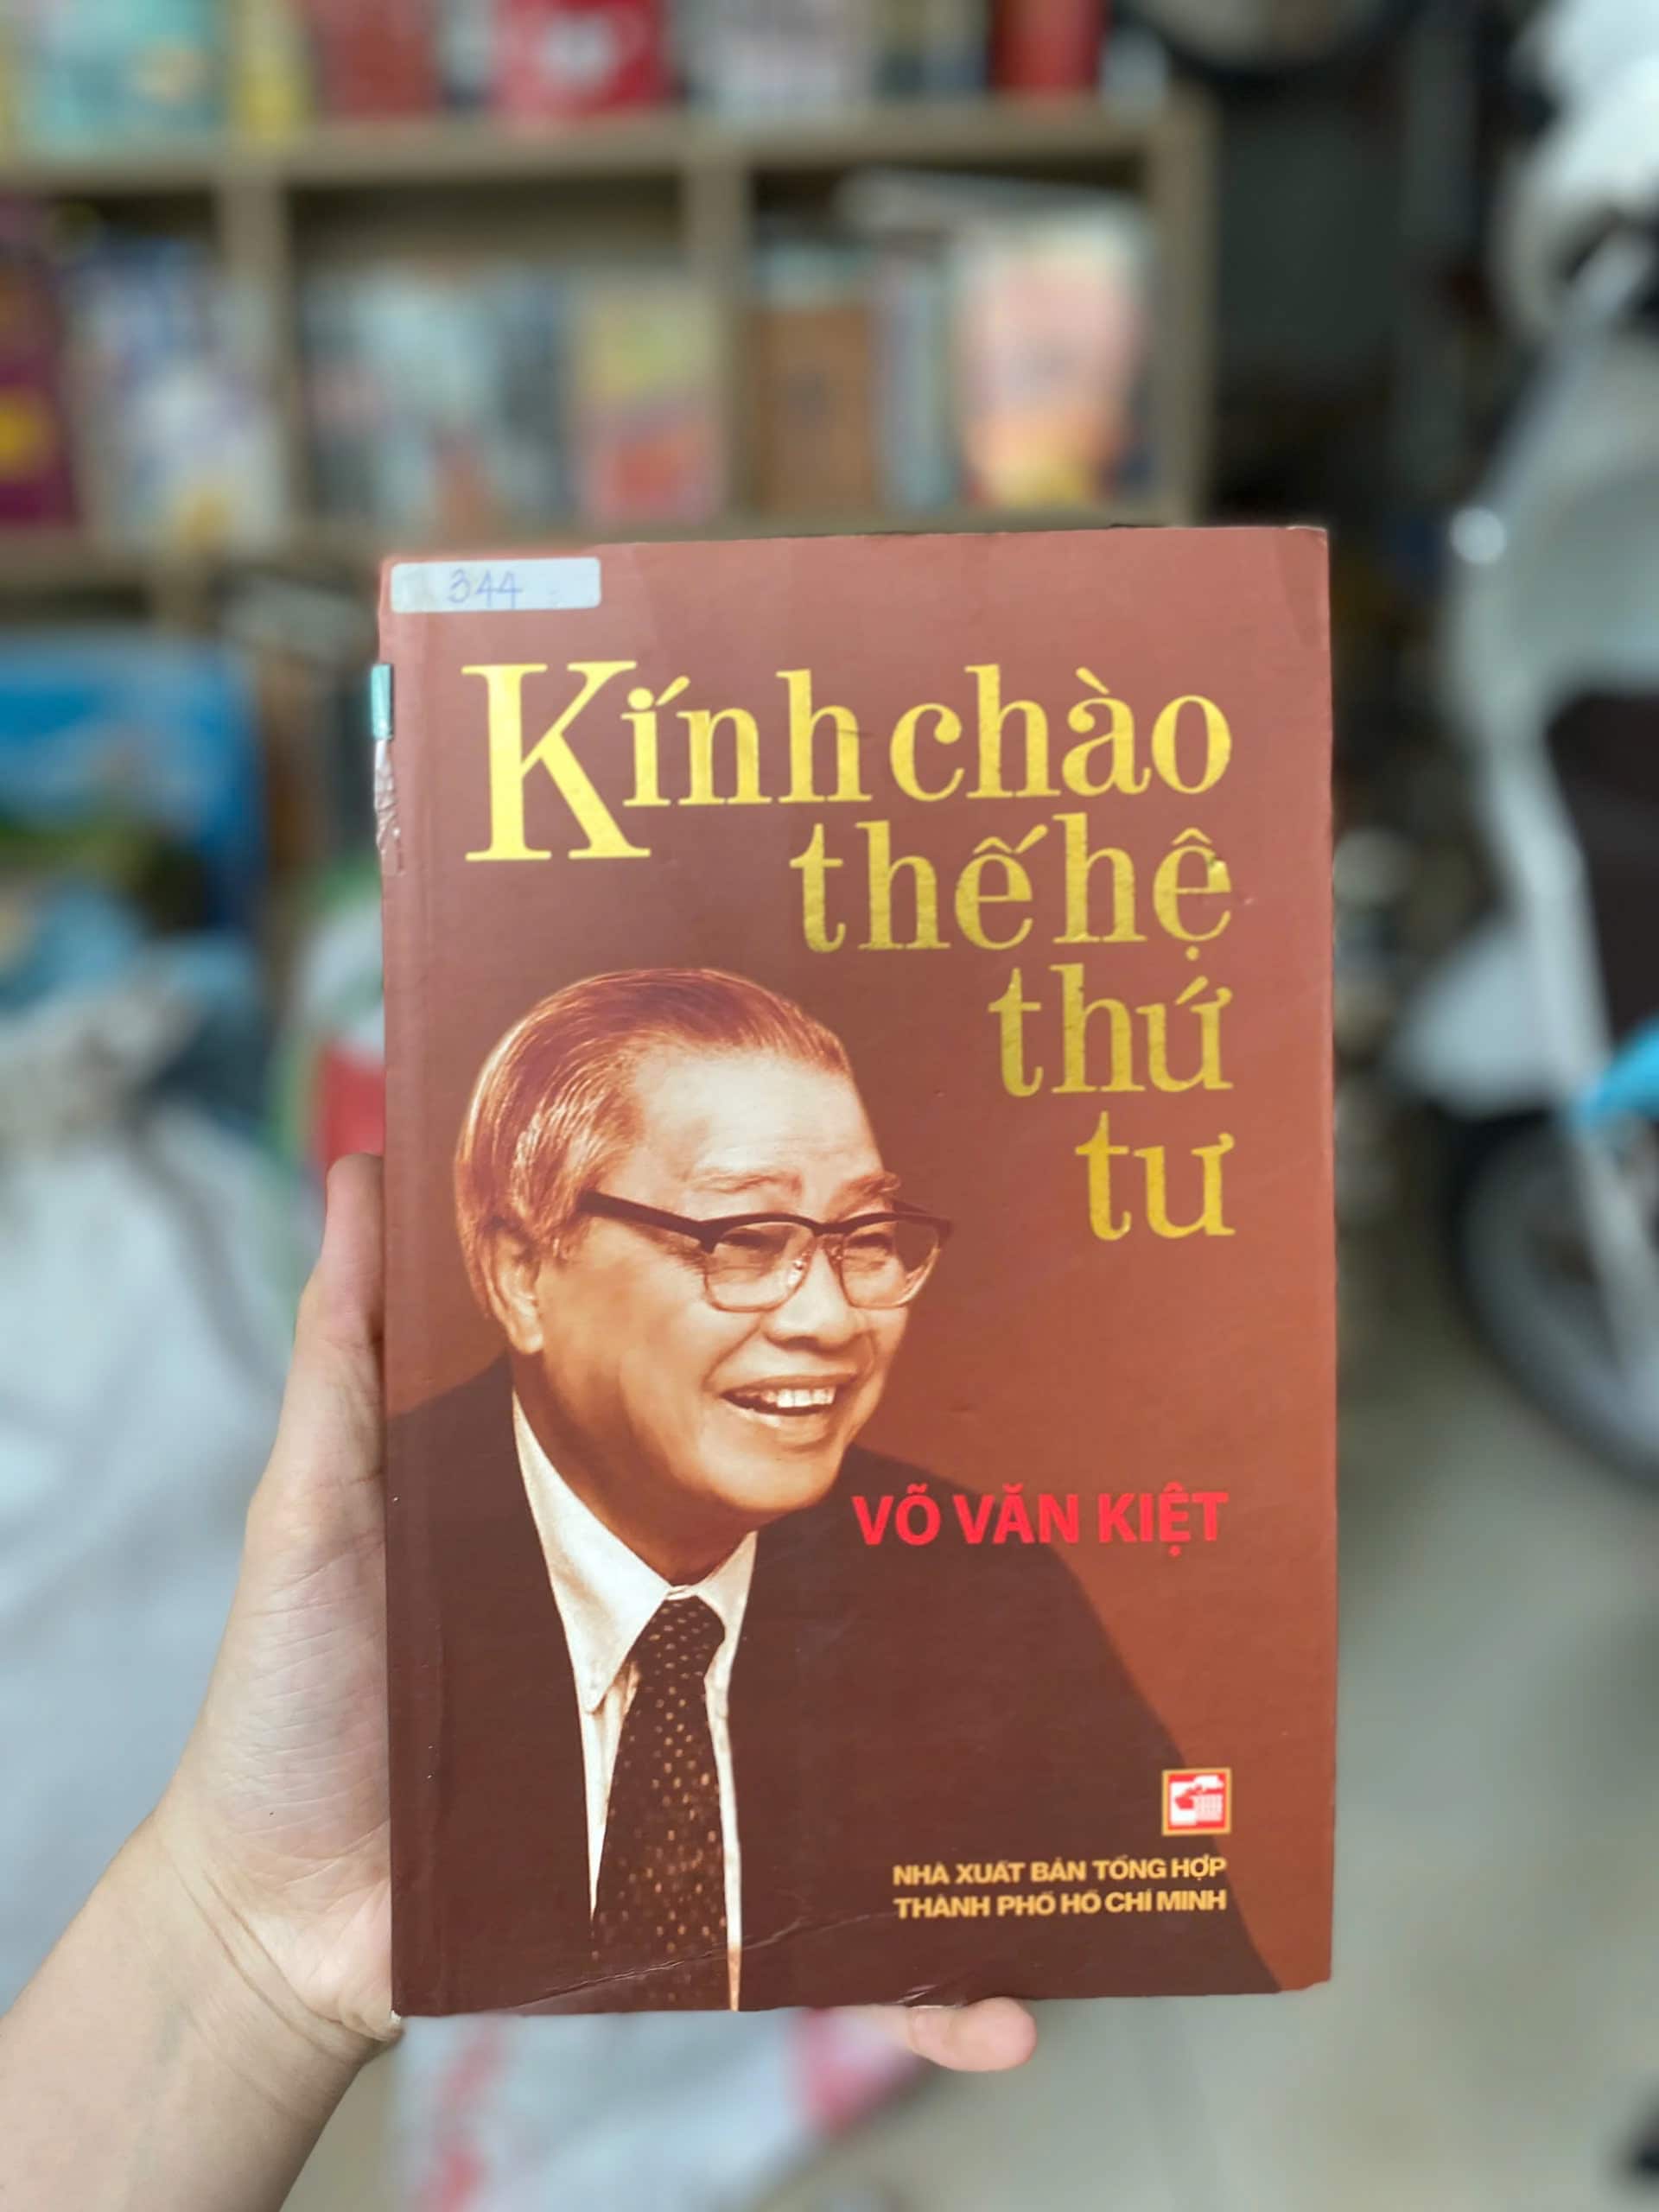 344
Kính chào
thế hệ
thứ
tư
VÕ VĂN KIỆT
NHÀ XUẤT BẢN TỔNG HỢP
THÀNH PHỐ HỒ CHÍ MINH